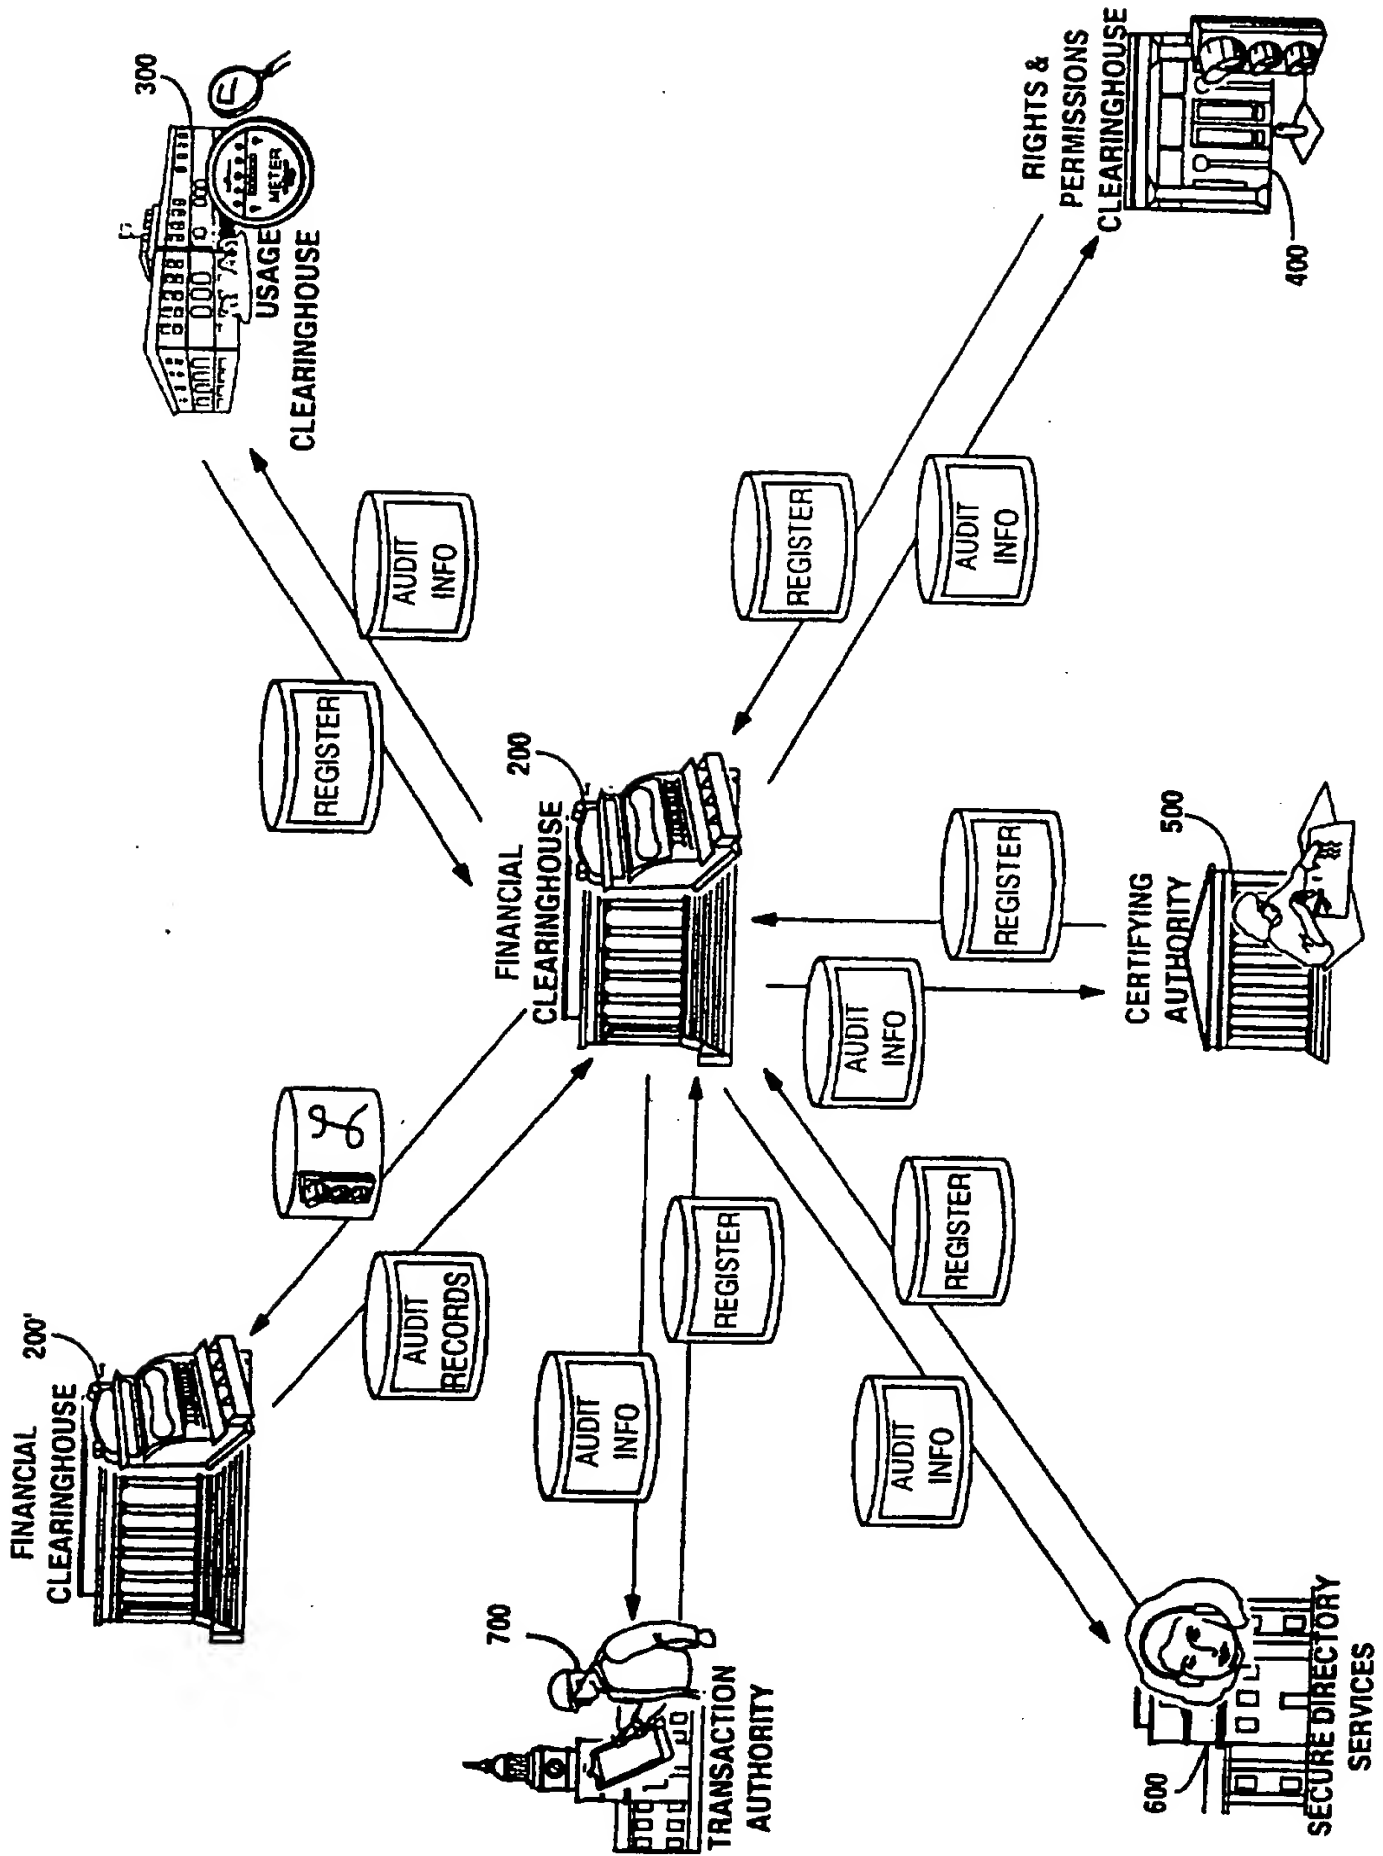 FINANCIAL
CLEARINGHOUSE
200'
300
METER
USAGE
CLEARINGHOUSE
REGISTER
AUDIT
RECORDS
AUDIT
INFO
FINANCIAL
CLEARINGHOUSE
200
700
AUDIT
INFO
TRANSACTION
AUTHORITY
REGISTER
REGISTER
AUDIT
INFO
AUDIT
INFO
REGISTER
AUDIT
INFO
REGISTER
RIGHTS &
PERMISSIONS
CLEARINGHOUSE
CERTIFYING
AUTHORITY
500
600
400
SECURE DIRECTORY
SERVICES